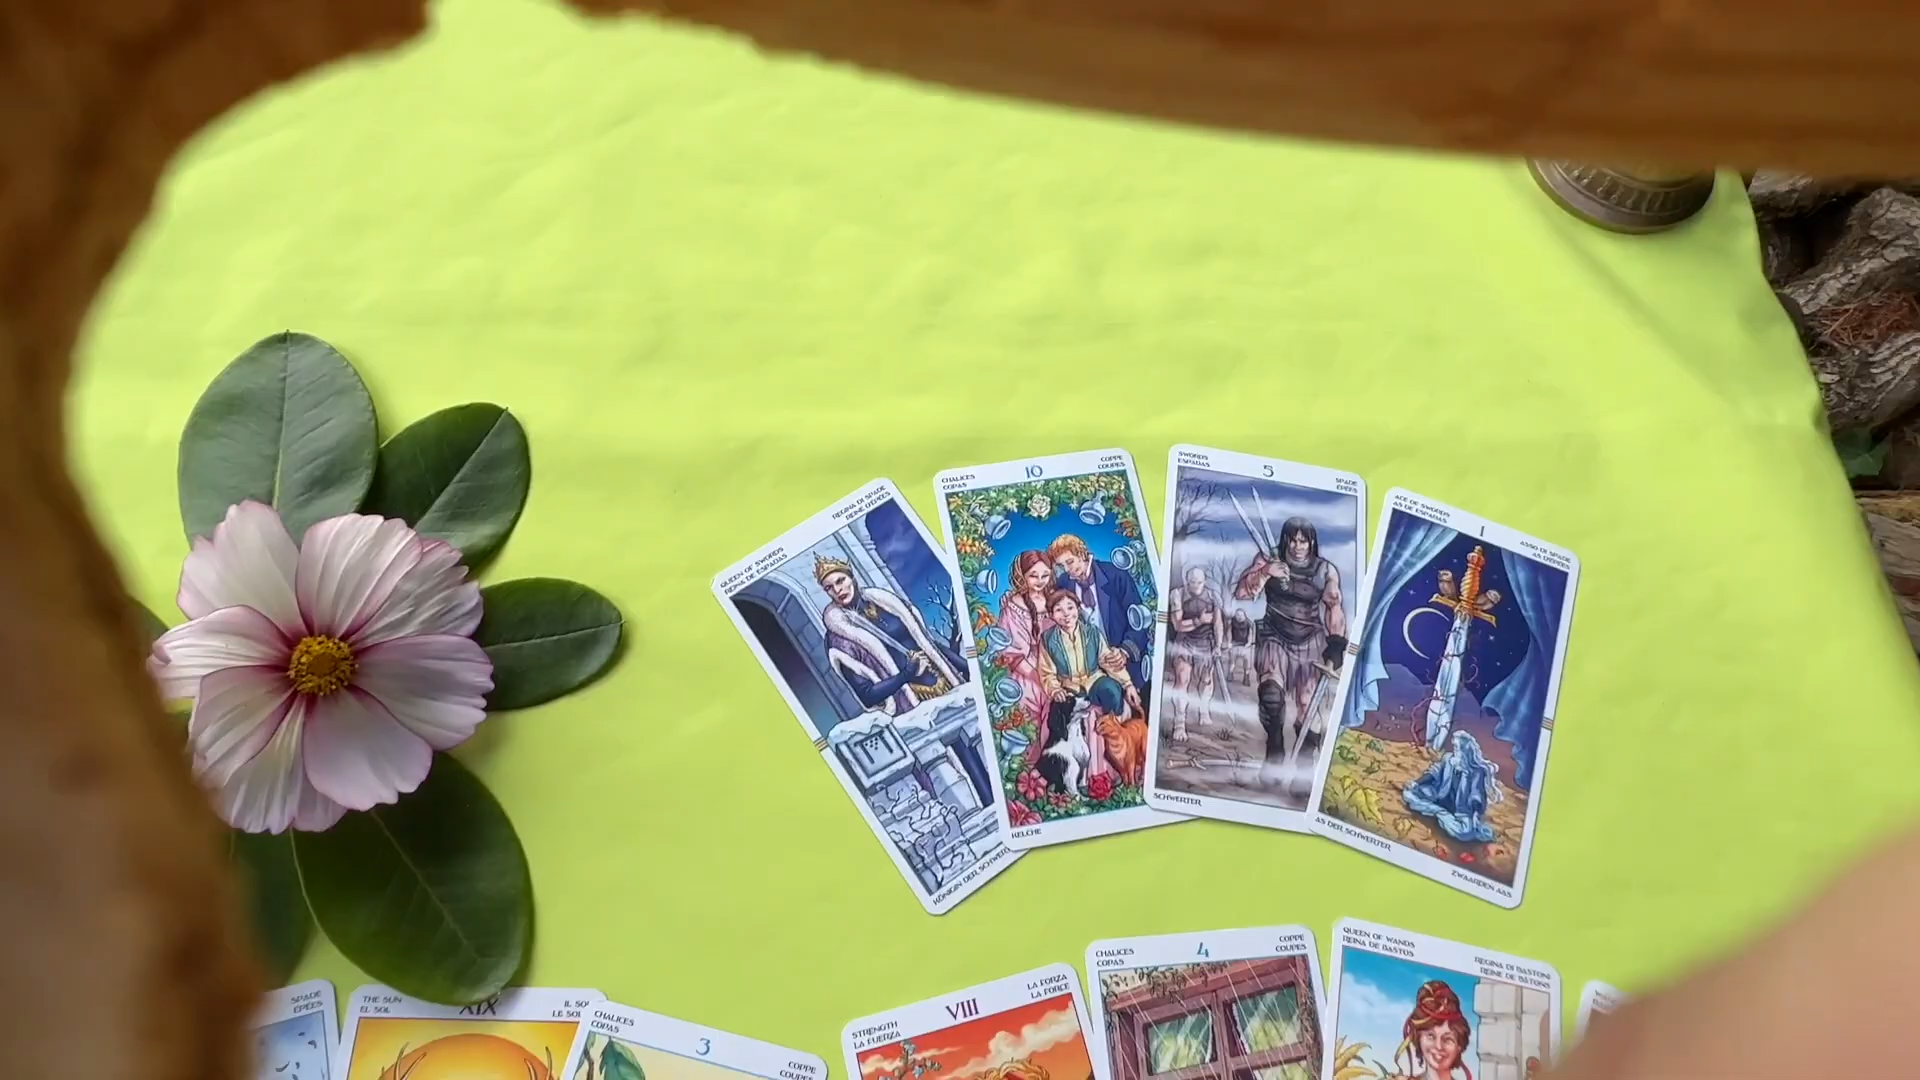 QUEEN OF SWORDS
REINA DE ESPADAS
REGINA DI SPADE
REINE D'ÉPÉES
KÖNIGIN DER SCHWERT
CHALICES
COPAS
10
COPPE
COUPES
KELCHE
SWORDS
ESPADAS
5
SPADE
ÉPÉES
SCHWERTER
ACE OF SWORDS
AS DE ESPADAS
1
ASSO DI SPADE
AS D'ÉPÉES
AS DER SCHWERTER
ZWAARDEN AAS
SPADE
ÉPÉES
THE SUN
EL SOL
XIX
IL SO
LE SOL
CHALICES
COPAS
3
COPPE
COUPES
STRENGTH
LA FUERZA
VIII
LA FORZA
LA FORCE
CHALICES
COPAS
4
COPPE
COUPES
QUEEN OF WANDS
REINA DE BASTOS
REGINA DI BASTONI
REINE DE BÂTONS